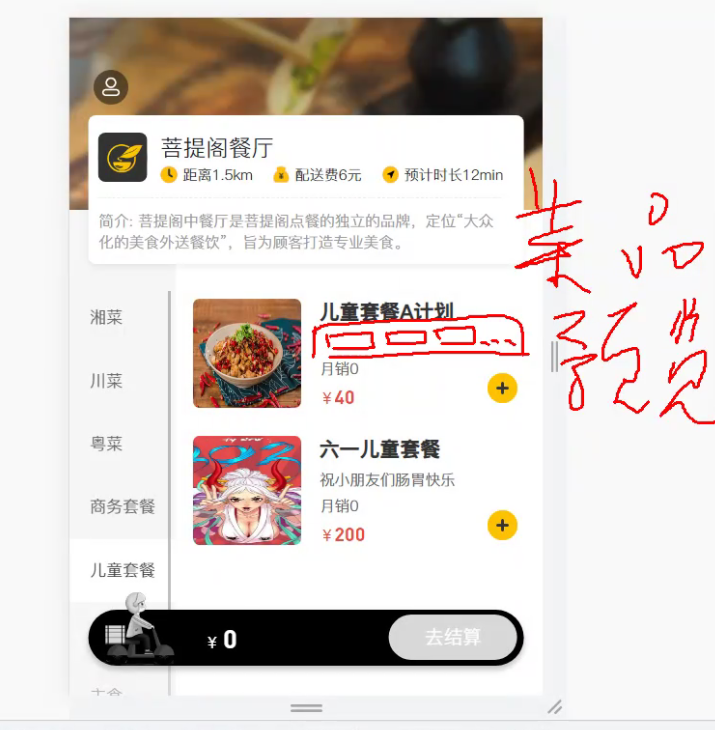 菩提阁餐厅
距离1.5km 配送费6元 预计时长12min
简介: 菩提阁中餐厅是菩提阁点餐的独立的品牌，定位“大众
化的美食外送餐饮”，旨为顾客打造专业美食。
菜品
预览
湘菜
川菜
粤菜
商务套餐
儿童套餐
儿童套餐A计划
...
月销0
¥40
+
六一儿童套餐
祝小朋友们肠胃快乐
月销0
¥200
+
¥ 0
去结算